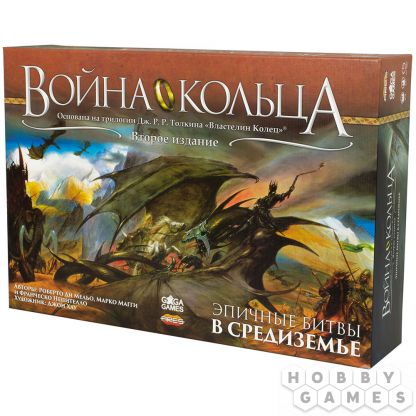 ВОЙНА КОЛЬЦА
Основана на трилогии Дж. Р. Р. Толкина «Властелин Колец»®
Второе издание
Авторы: Роберто Ди Мельо, Марко Магги
и Франческо Непителло
Художник: Джон Хау
GAGA
GAMES
ARES
ЭПИЧНЫЕ БИТВЫ
В СРЕДИЗЕМЬЕ
HOBBY
GAMES